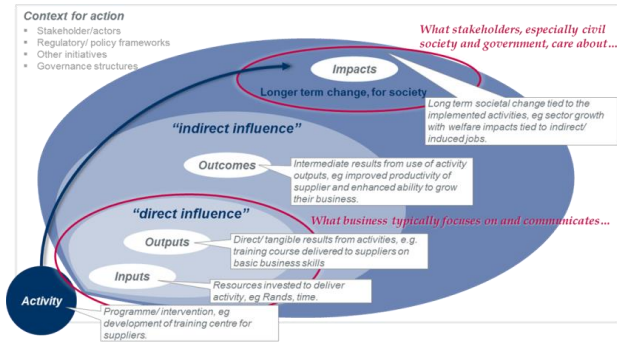 Context for action
▪ Stakeholder/actors
▪ Regulatory/ policy frameworks
▪ Other initiatives
▪ Governance structures
What stakeholders, especially civil
society and government, care about…
Impacts
Longer term change, for society
Long term societal change tied to the
implemented activities, eg sector growth
with welfare impacts tied to indirect/
induced jobs.
“indirect influence”
Outcomes
Intermediate results from use of activity
outputs, eg improved productivity of
supplier and enhanced ability to grow
their business.
“direct influence”
What business typically focuses on and communicates…
Outputs
Direct/ tangible results from activities, e.g.
training course delivered to suppliers on
basic business skills
Inputs
Resources invested to deliver
activity, eg Rands, time.
Activity
Programme/ intervention, eg
development of training centre for
suppliers.